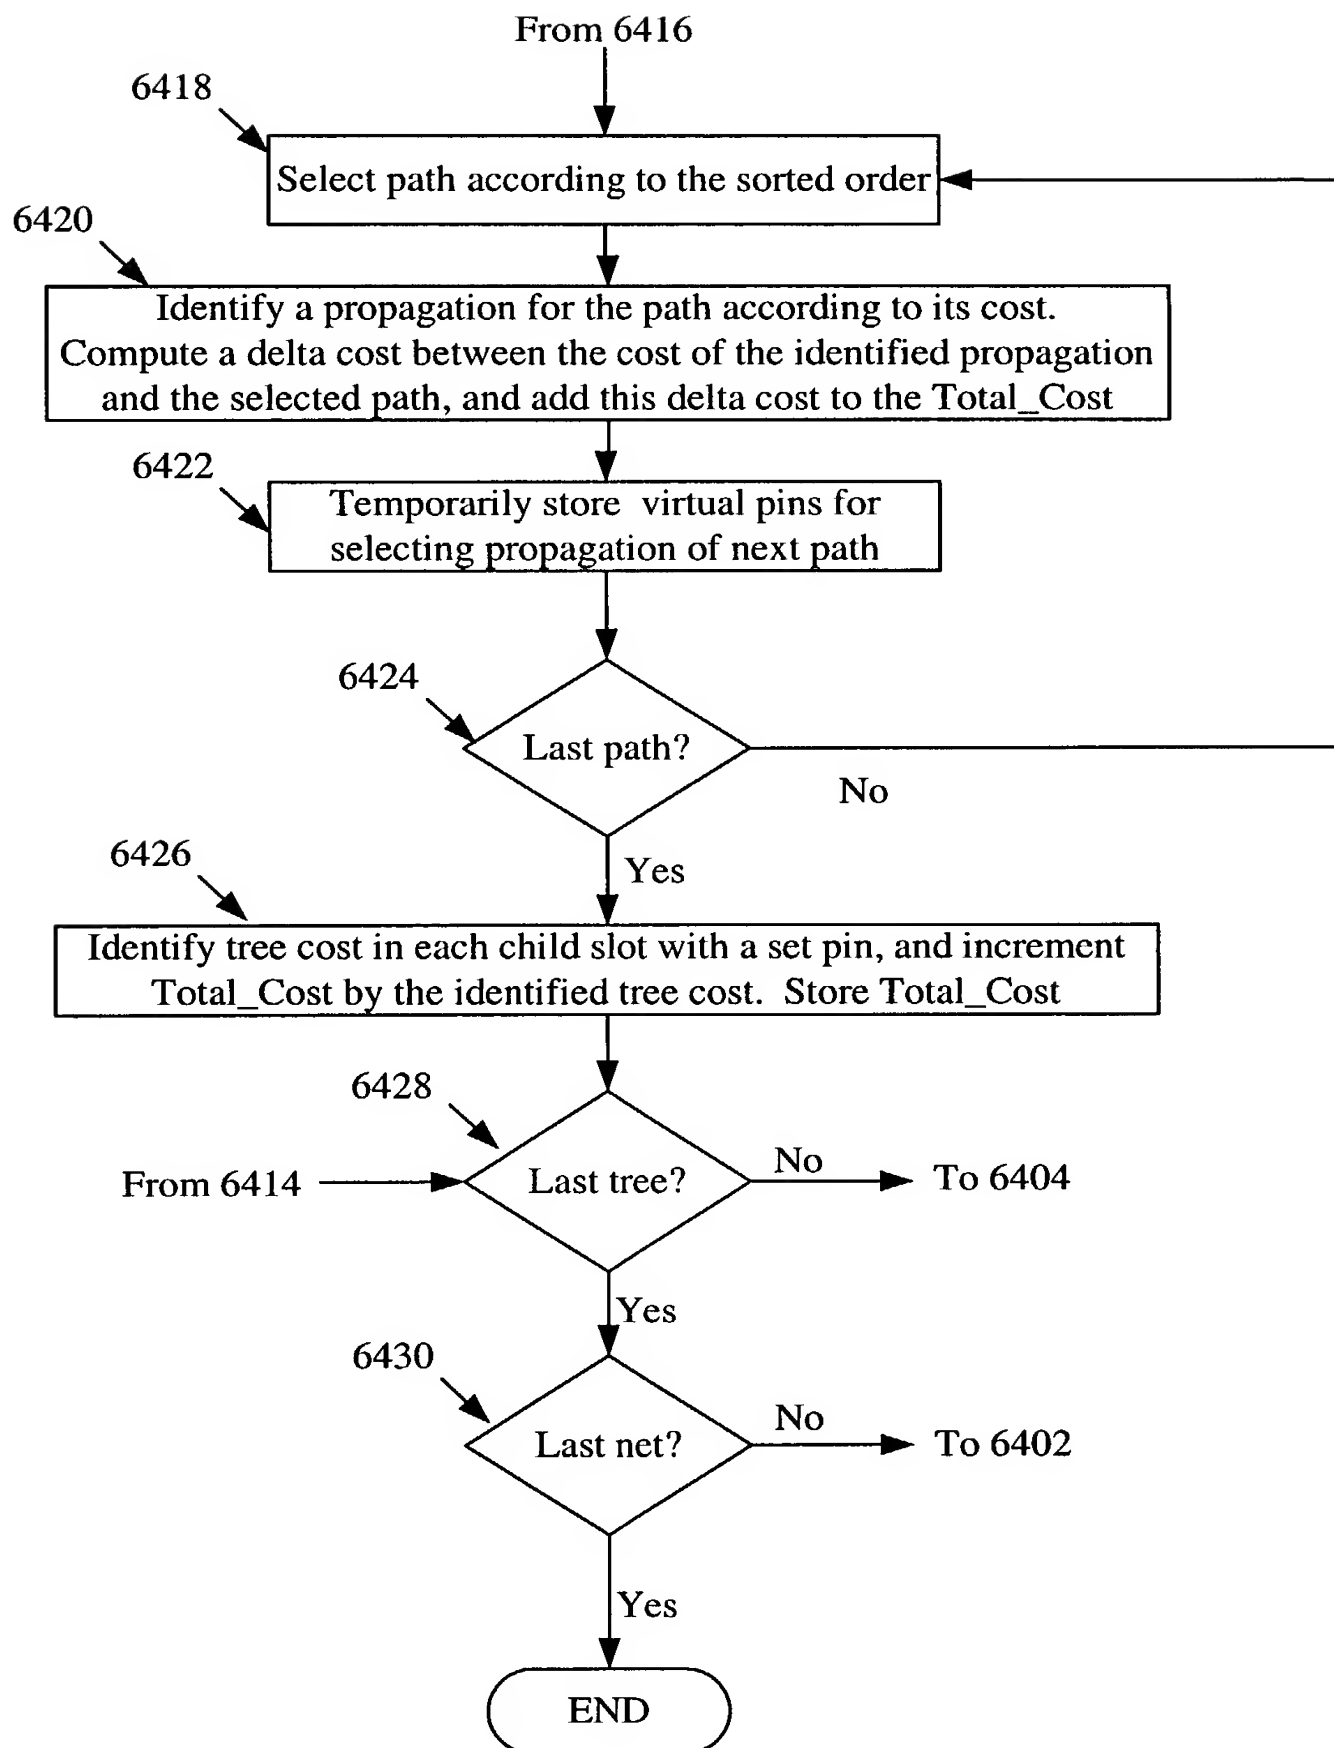 From 6416
6418
Select path according to the sorted order
6420
Identify a propagation for the path according to its cost.
Compute a delta cost between the cost of the identified propagation
and the selected path, and add this delta cost to the Total_Cost
6422
Temporarily store virtual pins for
selecting propagation of next path
6424
Last path?
No
Yes
6426
Identify tree cost in each child slot with a set pin, and increment
Total_Cost by the identified tree cost. Store Total_Cost
6428
From 6414
Last tree?
No
To 6404
Yes
6430
Last net?
No
To 6402
Yes
END